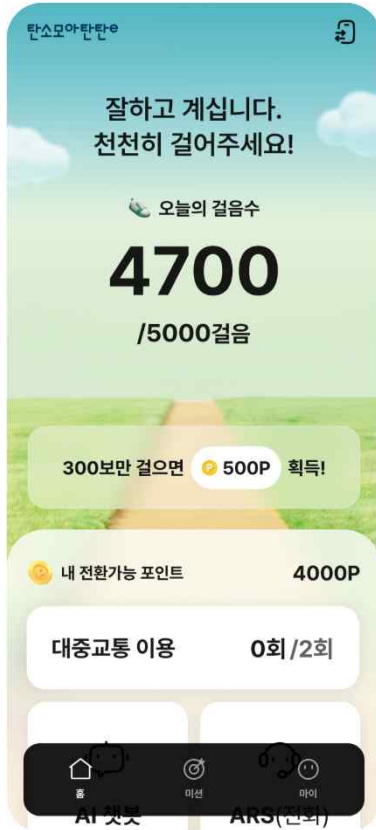 탄소모아탄탄e
잘하고 계십니다.
천천히 걸어주세요!
오늘의 걸음수
4700
/5000걸음
300보만 걸으면 P 500P 획득!
내 전환가능 포인트 4000P
대중교통 이용 0회/2회
홈 미션 마이
AI 챗봇 ARS(전화)